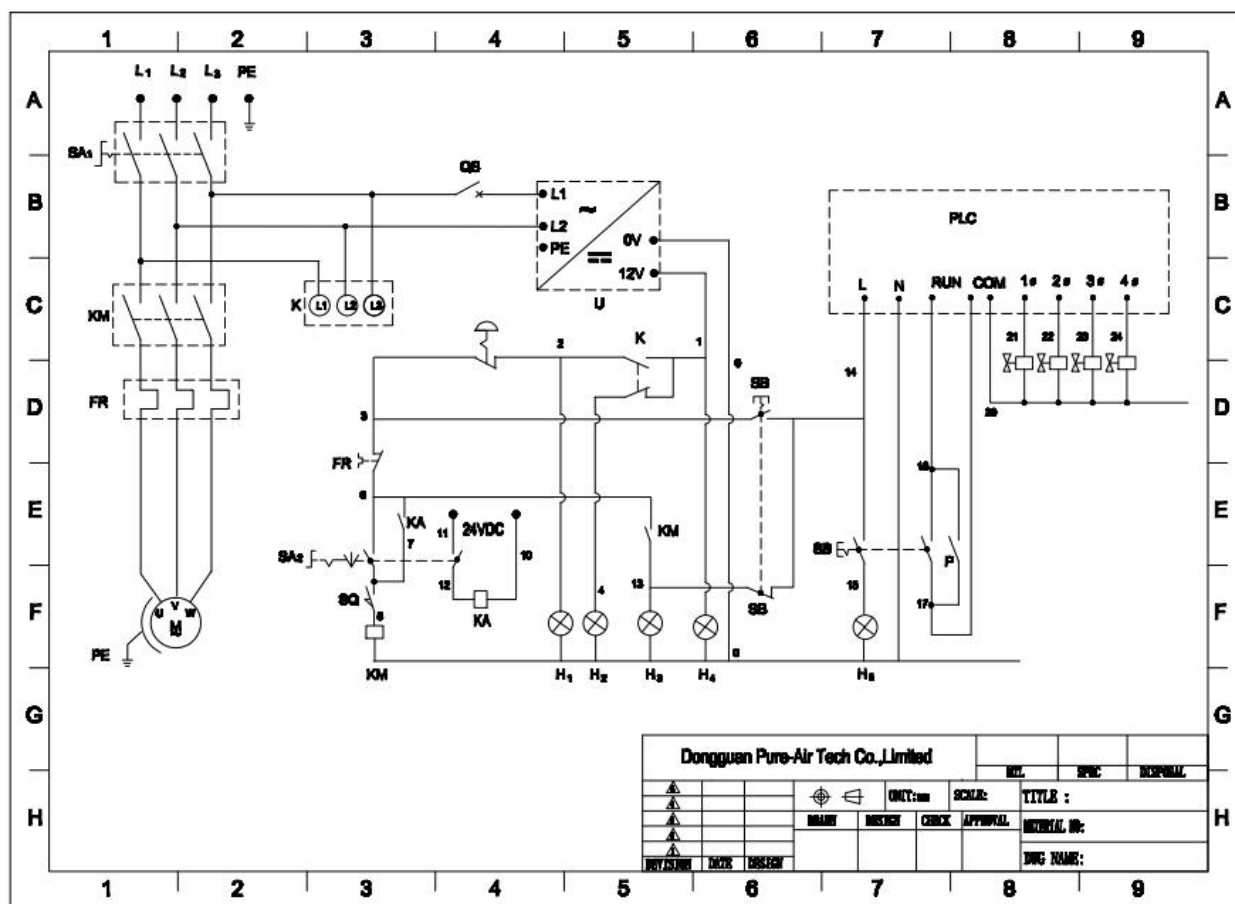 1 2 3 4 5 6 7 8 9
A A
L₁ L₂ L₃ PE
SA₁
QS
B B
L1
L2
PE
0V
12V
U
PLC
C C
L N RUN COM 1# 2# 3# 4#
KM
K L1 L2 L3
21 22 23 24
2 K 1
14
D D
FR
3
SB
20
FR
16
E E
6
KA
7
11 24VDC 10
KM
SA₂
SB
P
12
13
15
F F
U V W
M
SQ
KA
4
SB
17
PE
0
KM H₁ H₂ H₃ H₄ H₅
G G
Dongguan Pure-Air Tech Co.,Limited
MTL SPEC DISPOSAL
UNIT:mm SCALE: TITLE :
H H
DRAWN DESIGN CHECK APPROVAL
MATERIAL NO:
REVISION DATE DESIGN
DWG NAME:
1 2 3 4 5 6 7 8 9